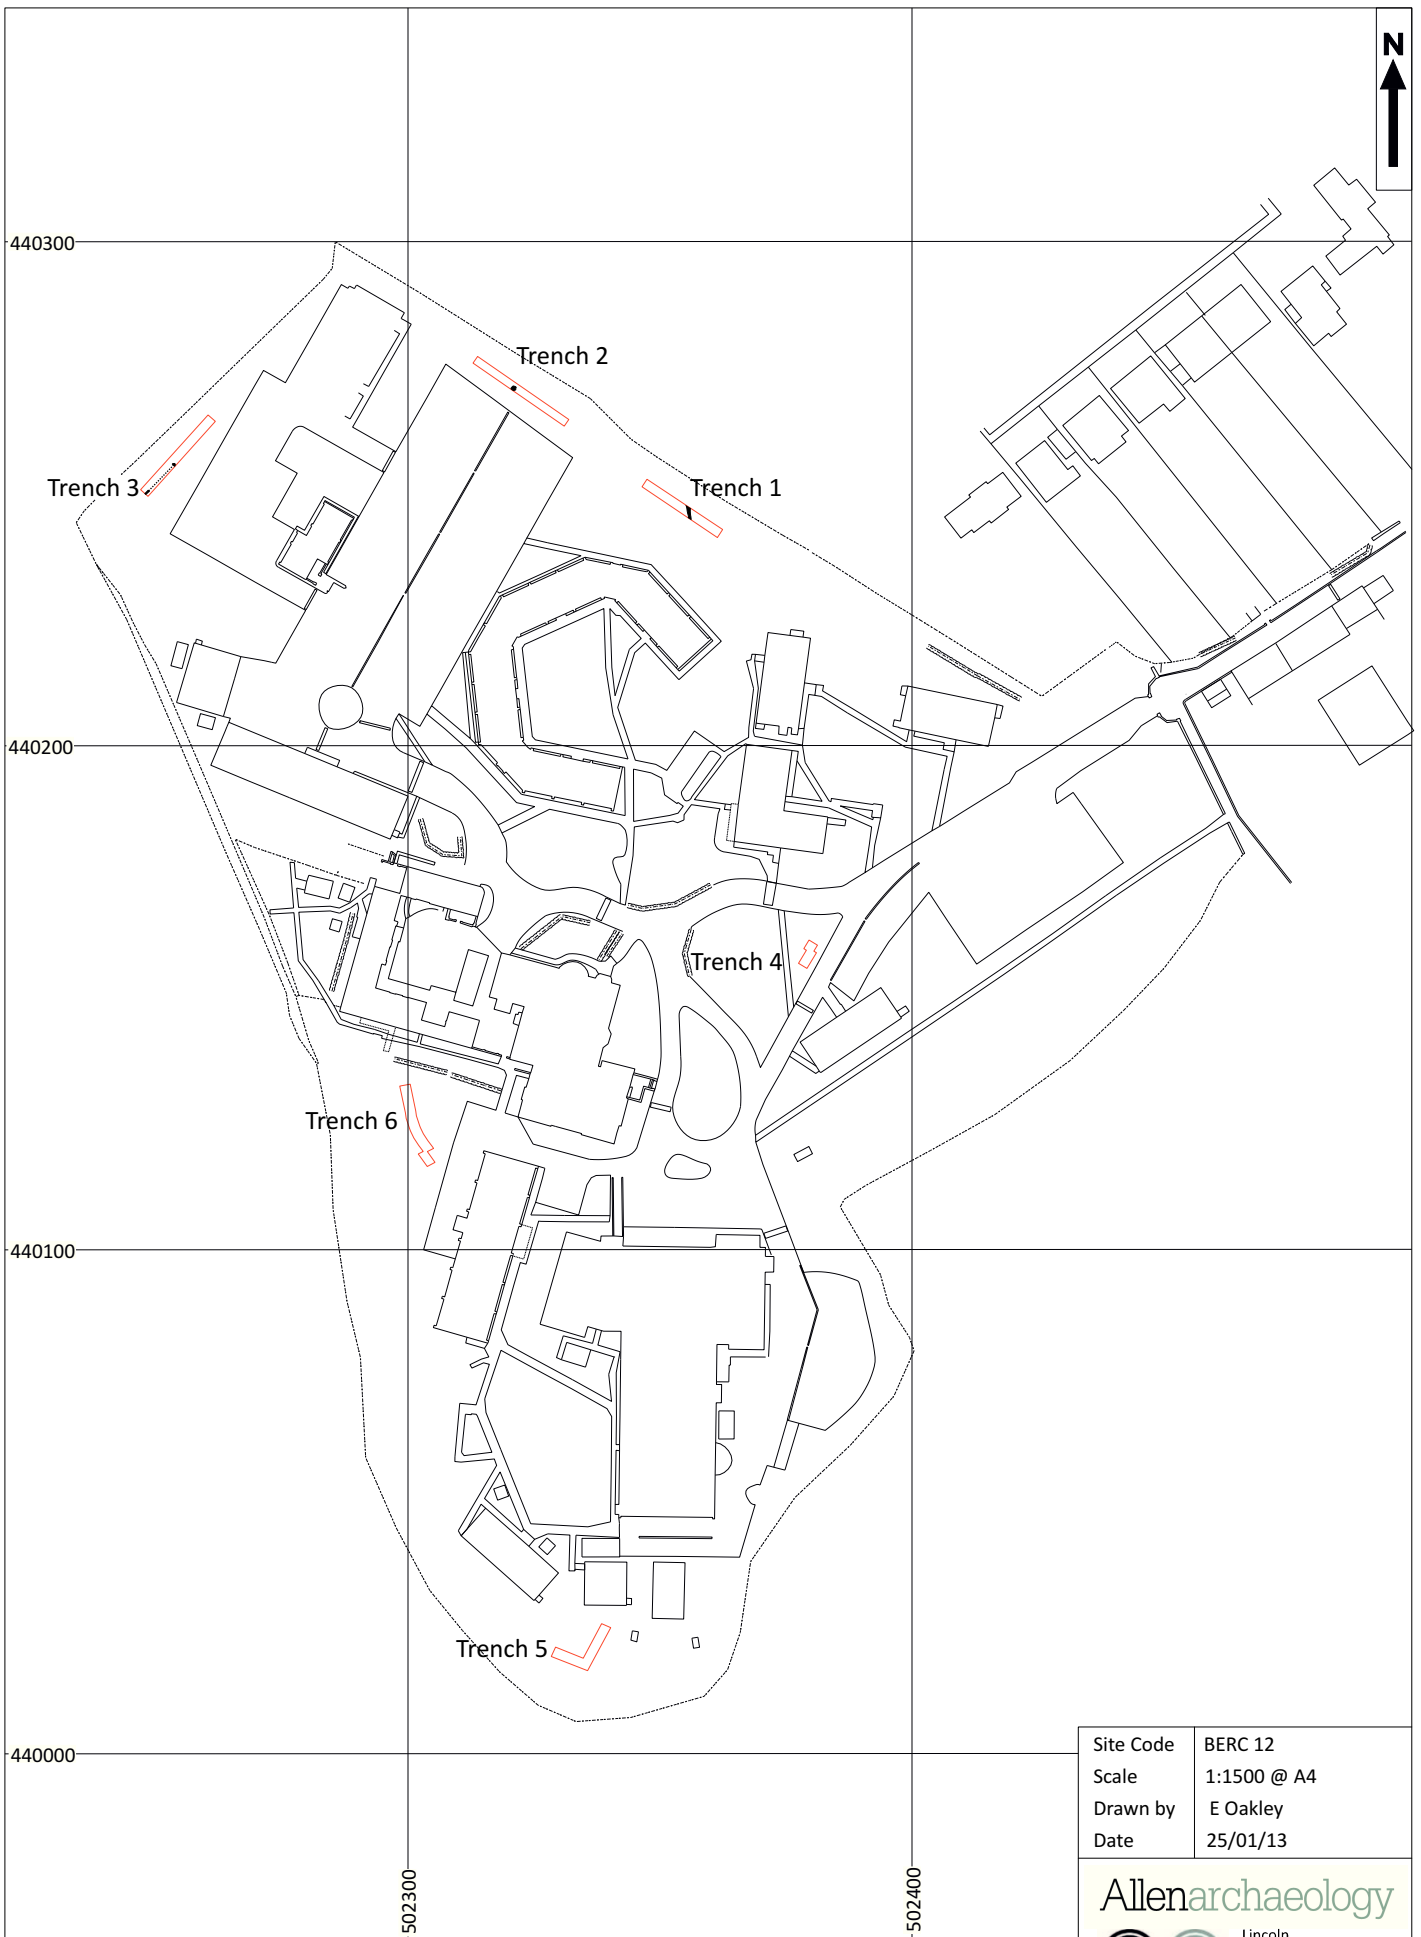 N
440300
Trench 2
Trench 3
Trench 1
440200
Trench 4
Trench 6
440100
Trench 5
440000
502300
502400
Site Code BERC 12
Scale 1:1500 @ A4
Drawn by E Oakley
Date 25/01/13
Allenarchaeology
Lincoln